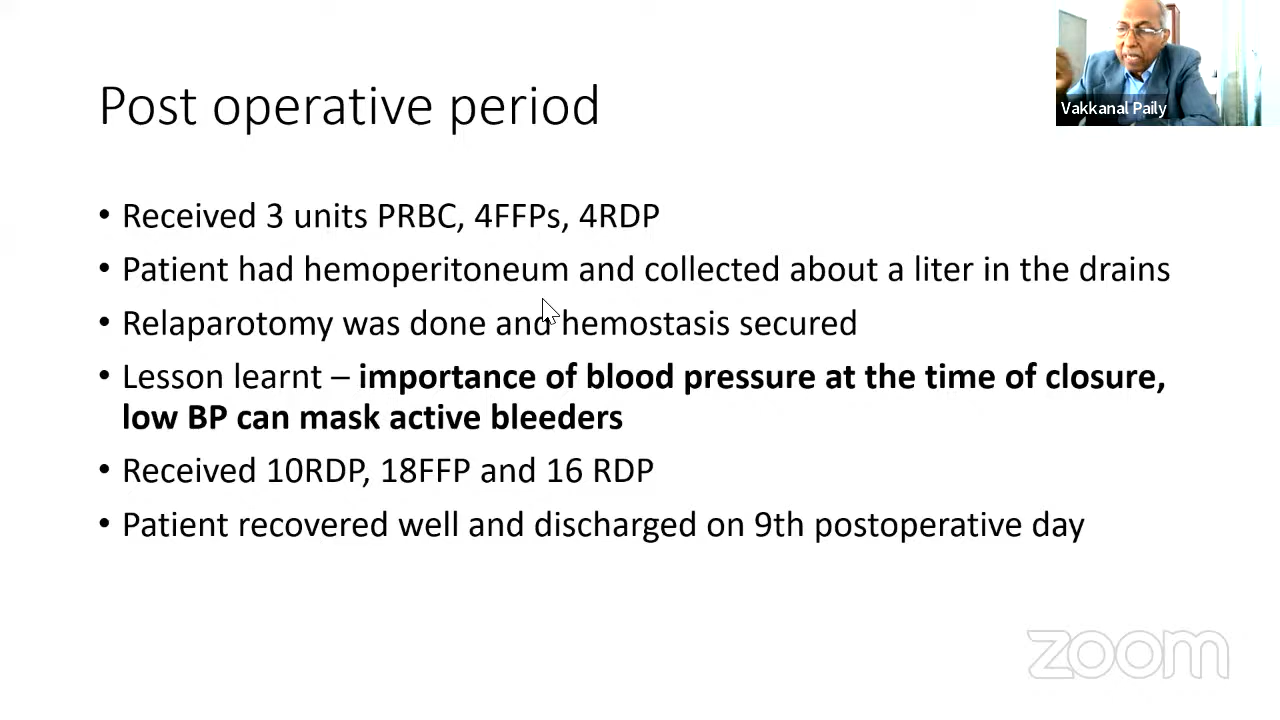 Post operative period
Vakkanal Paily
• Received 3 units PRBC, 4FFPs, 4RDP
• Patient had hemoperitoneum and collected about a liter in the drains
• Relaparotomy was done and hemostasis secured
• Lesson learnt – importance of blood pressure at the time of closure,
low BP can mask active bleeders
• Received 10RDP, 18FFP and 16 RDP
• Patient recovered well and discharged on 9th postoperative day
zoom